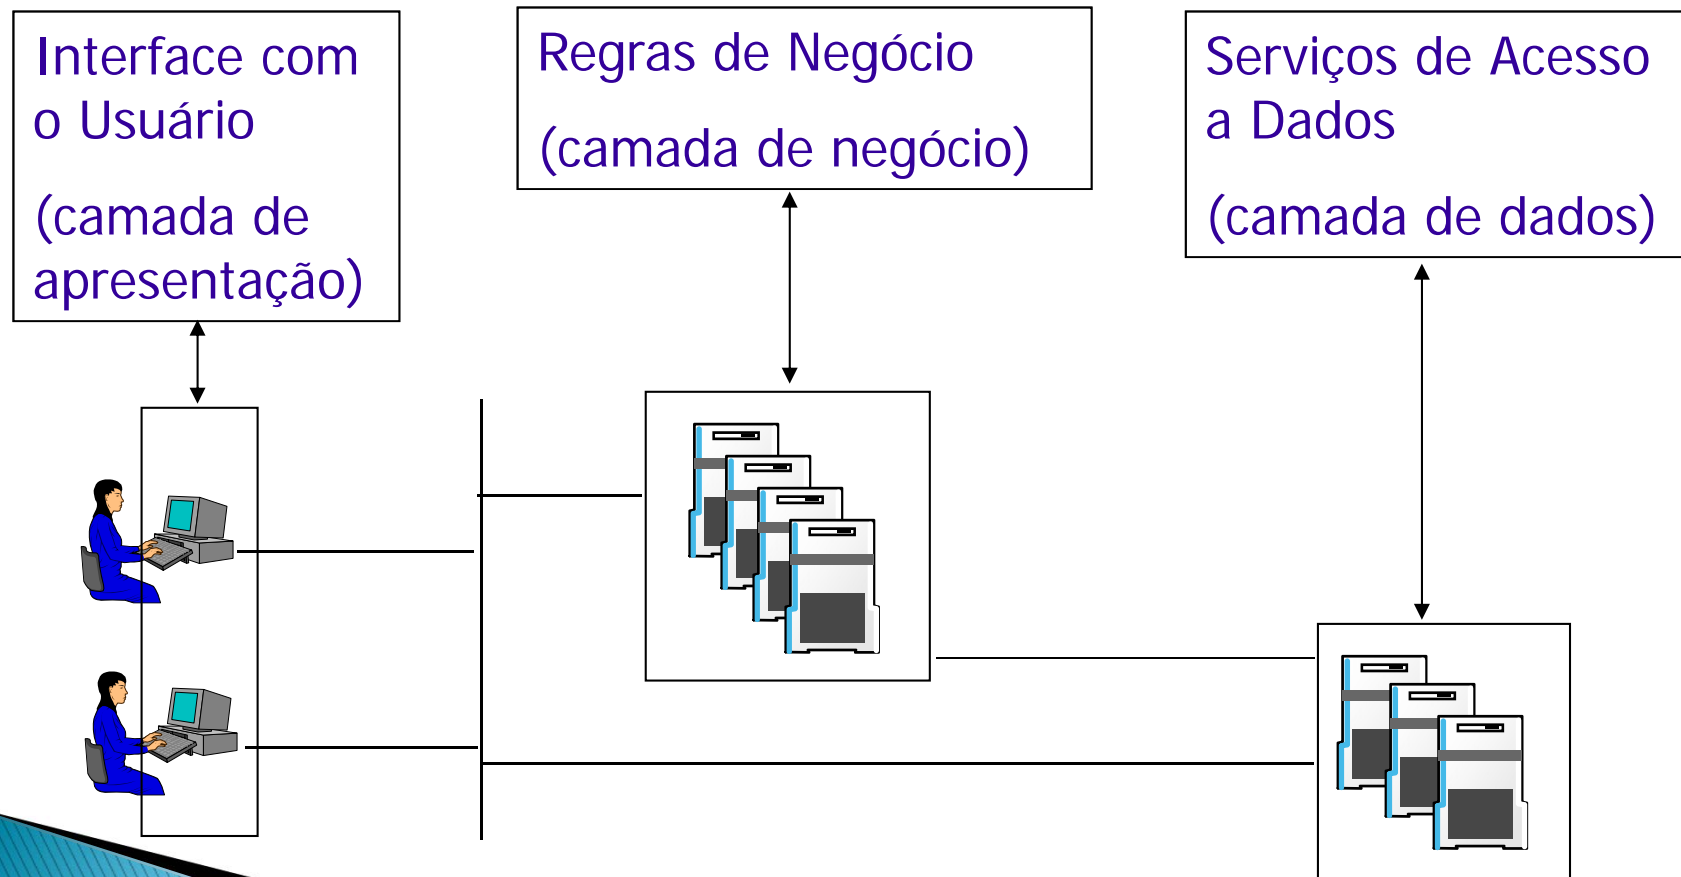 Interface com
o Usuário
(camada de
apresentação)
Regras de Negócio
(camada de negócio)
Serviços de Acesso
a Dados
(camada de dados)